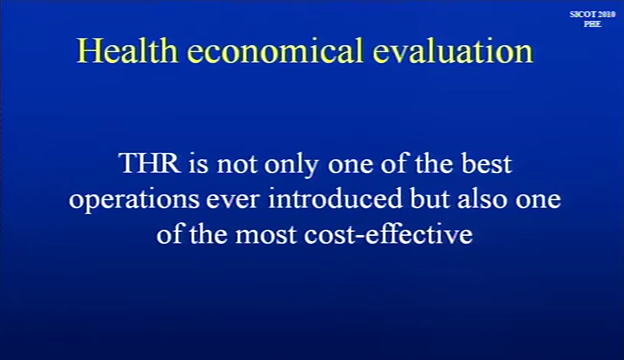 SICOT 2010
PHE
Health economical evaluation
THR is not only one of the best
operations ever introduced but also one
of the most cost-effective